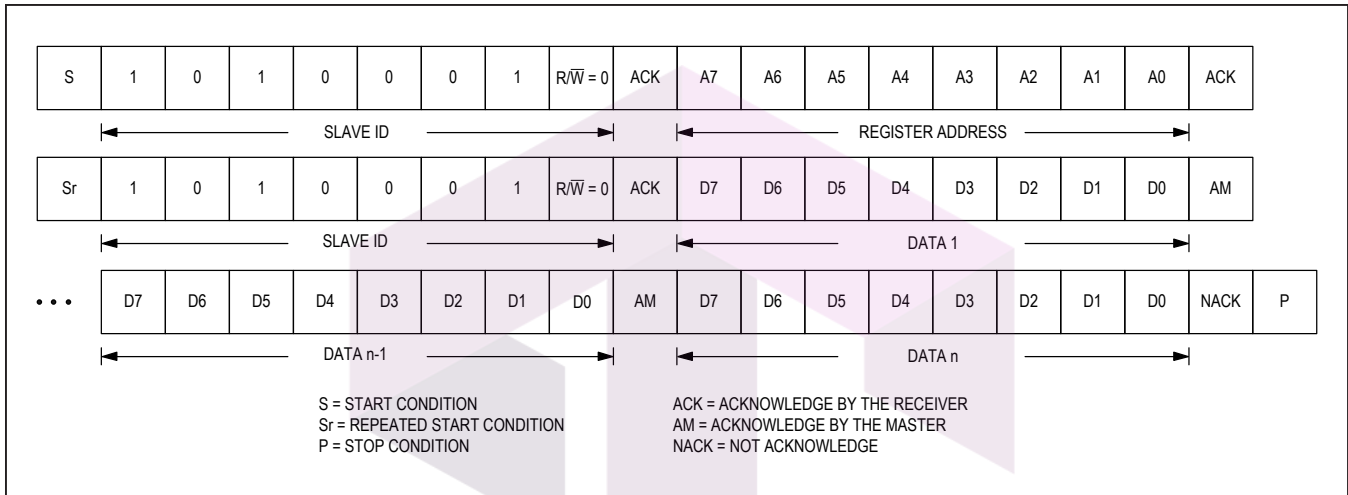 S 1 0 1 0 0 0 1 R/W̅ = 0 ACK A7 A6 A5 A4 A3 A2 A1 A0 ACK
SLAVE ID REGISTER ADDRESS
Sr 1 0 1 0 0 0 1 R/W̅ = 0 ACK D7 D6 D5 D4 D3 D2 D1 D0 AM
SLAVE ID DATA 1
• • • D7 D6 D5 D4 D3 D2 D1 D0 AM D7 D6 D5 D4 D3 D2 D1 D0 NACK P
DATA n-1 DATA n
S = START CONDITION
Sr = REPEATED START CONDITION
P = STOP CONDITION
ACK = ACKNOWLEDGE BY THE RECEIVER
AM = ACKNOWLEDGE BY THE MASTER
NACK = NOT ACKNOWLEDGE